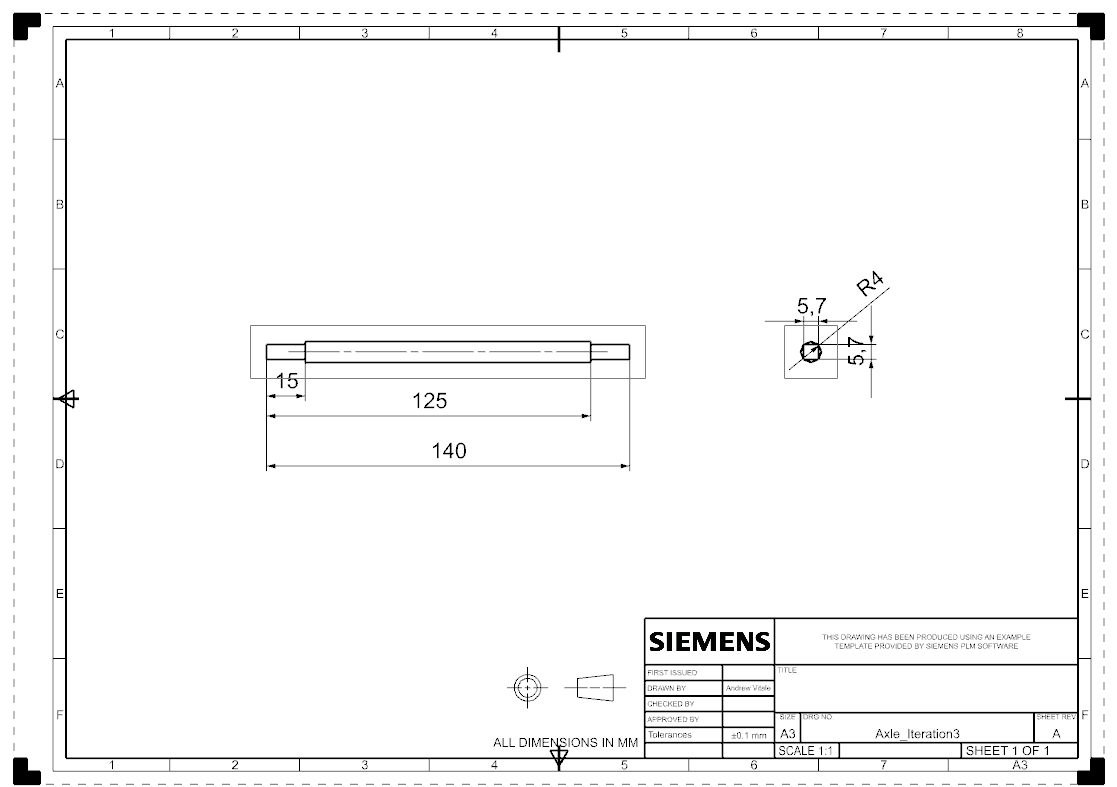 1 2 3 4 5 6 7 8
A A
B B
C C
D D
E E
F F
R4
5,7
5,7
15
125
140
SIEMENS
THIS DRAWING HAS BEEN PRODUCED USING AN EXAMPLE
TEMPLATE PROVIDED BY SIEMENS PLM SOFTWARE
FIRST ISSUED
TITLE
DRAWN BY Andrew Vitale
CHECKED BY
APPROVED BY
SIZE DRG NO. SHEET REV
Tolerances ±0.1 mm
A3 Axle_Iteration3 A
ALL DIMENSIONS IN MM
SCALE 1:1 SHEET 1 OF 1
1 2 3 4 5 6 7 A3